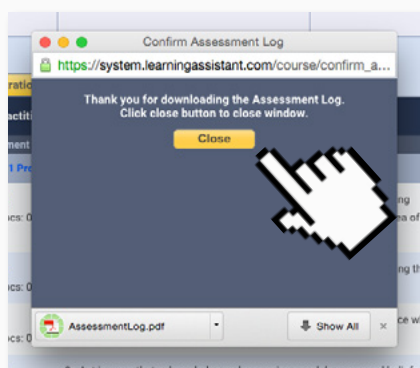 Confirm Assessment Log
https://system.learningassistant.com/course/confirm_a...
Thank you for downloading the Assessment Log.
Click close button to close window.
Close
AssessmentLog.pdf
Show All